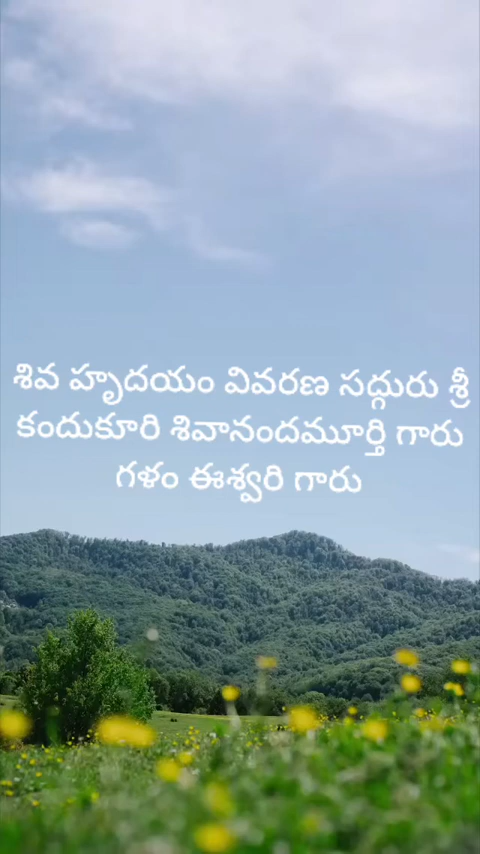 శివ హృదయం వివరణ సద్గురు శ్రీ
కందుకూరి శివానందమూర్తి గారు
గళం ఈశ్వరి గారు